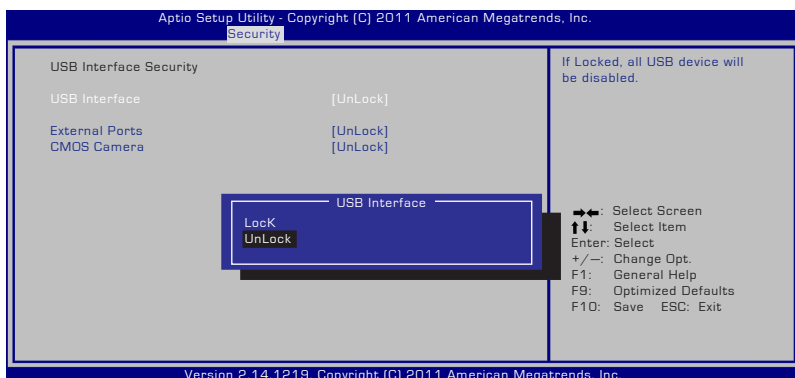 Aptio Setup Utility - Copyright (C) 2011 American Megatrends, Inc.
Security
USB Interface Security
USB Interface [UnLock]
External Ports [UnLock]
CMOS Camera [UnLock]
If Locked, all USB device will
be disabled.
USB Interface
LocK
UnLock
→←: Select Screen
↑↓: Select Item
Enter: Select
+/—: Change Opt.
F1: General Help
F9: Optimized Defaults
F10: Save ESC: Exit
Version 2.14.1219. Copyright (C) 2011 American Megatrends, Inc.